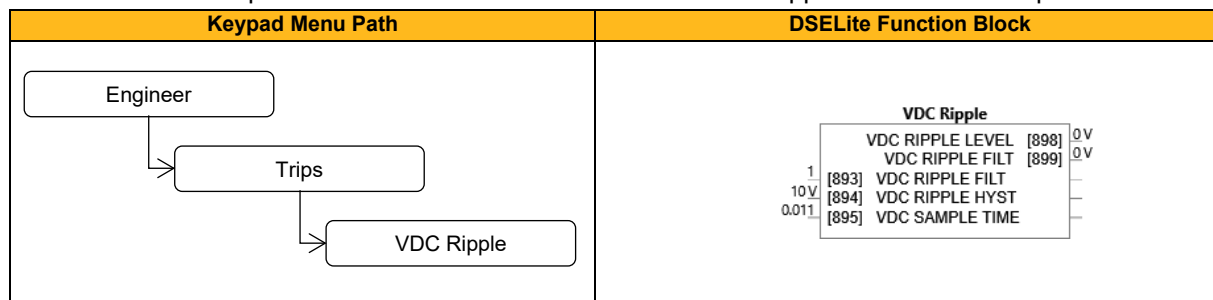 Keypad Menu Path
DSELite Function Block
Engineer
Trips
VDC Ripple
VDC Ripple
VDC RIPPLE LEVEL [898] 0 V
VDC RIPPLE FILT [899] 0 V
1 [893] VDC RIPPLE FILT
10 V [894] VDC RIPPLE HYST
0.011 [895] VDC SAMPLE TIME